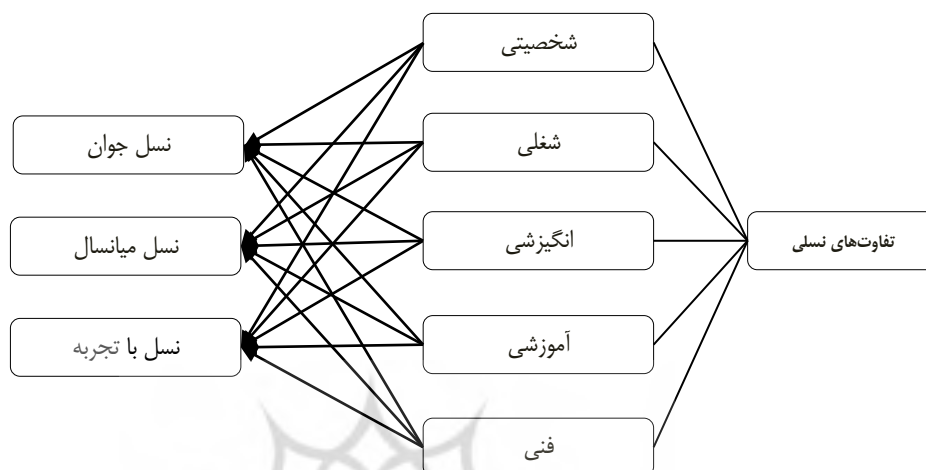 تفاوت‌های نسلی
شخصیتی
شغلی
انگیزشی
آموزشی
فنی
نسل جوان
نسل میانسال
نسل با تجربه